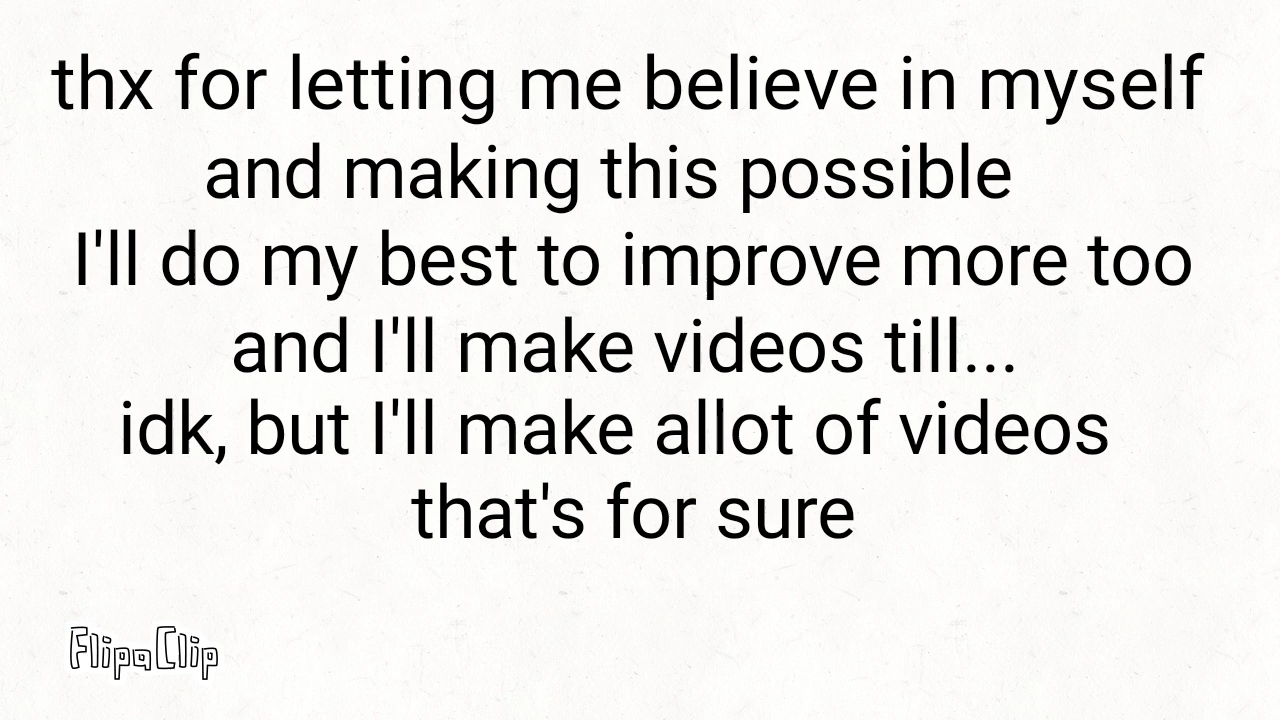 thx for letting me believe in myself
and making this possible
I'll do my best to improve more too
and I'll make videos till...
idk, but I'll make allot of videos
that's for sure
FlipaClip